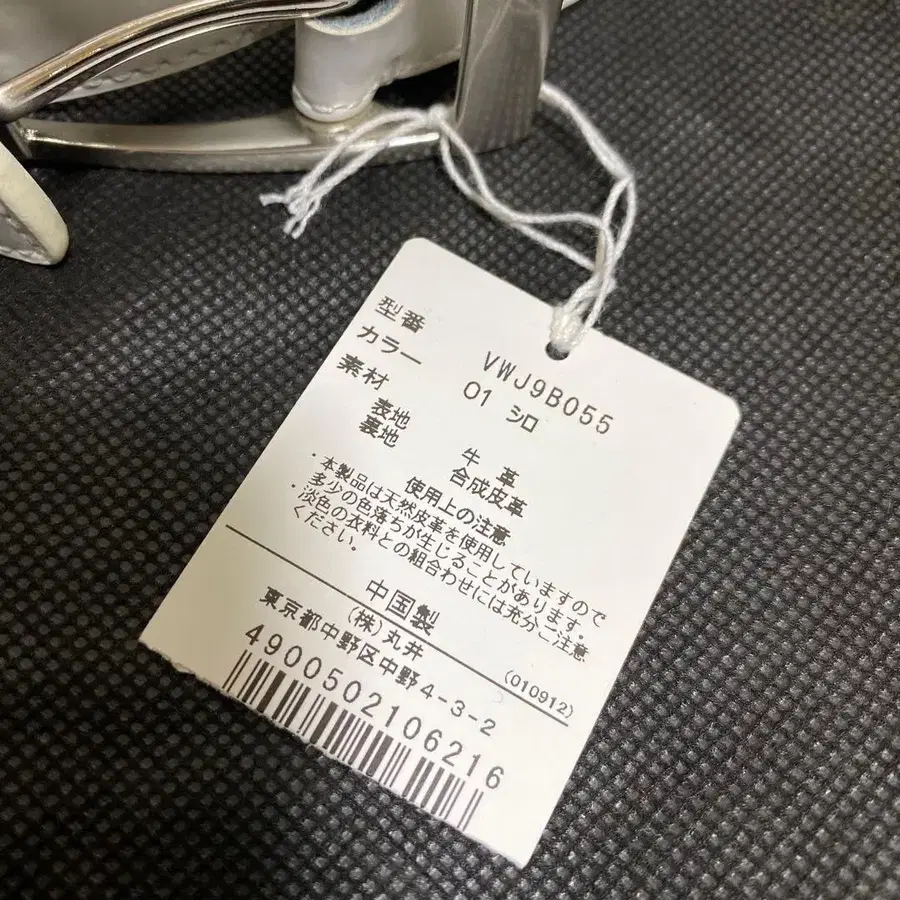 型番 VWJ9B055
カラー 01 シロ
素材
表地 牛 革
裏地 合成皮革
使用上の注意
・本製品は天然皮革を使用していますので
多少の色落ちが生じることがあります。
・淡色の衣料との組合わせには充分ご注意
ください。
中国製
(株)丸井 (010912)
東京都中野区中野4-3-2
4900502106216